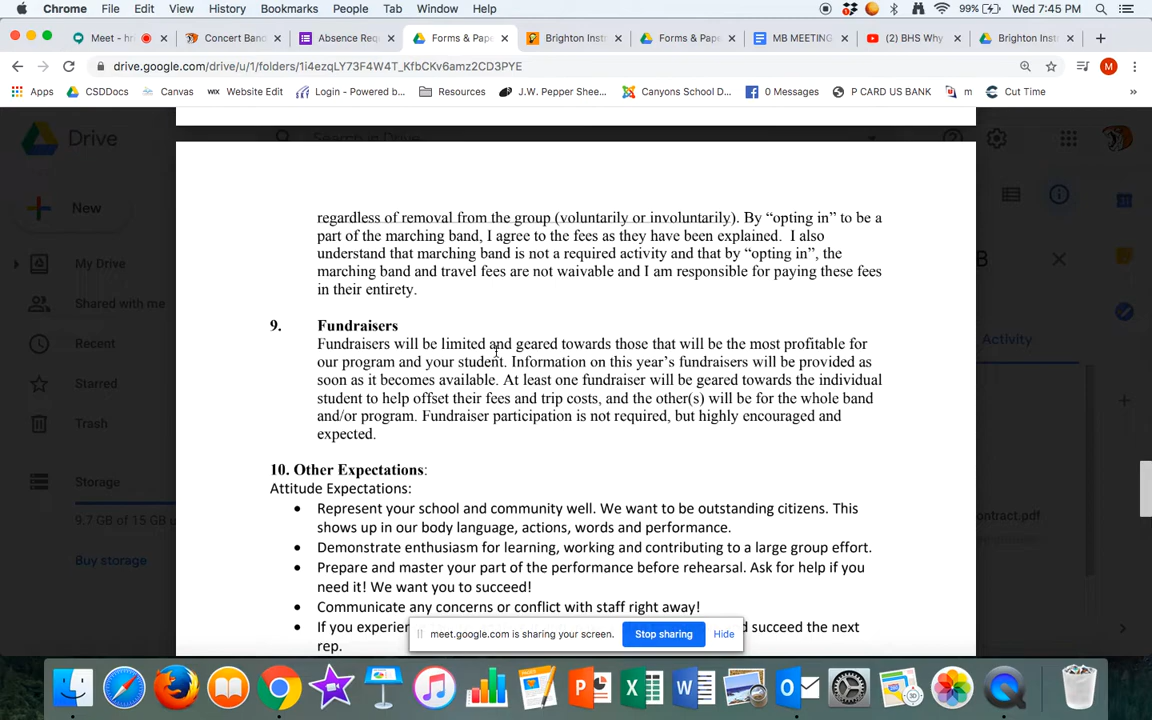 Chrome File Edit View History Bookmarks People Tab Window Help 99% Wed 7:45 PM
Meet - hr Concert Band Absence Req Forms & Pape Brighton Inst Forms & Pape MB MEETING (2) BHS Why Brighton Inst
drive.google.com/drive/u/1/folders/1i4ezqLY73F4W4T_KfbCKv6amz2CD3PYE
Apps CSDDocs Canvas Website Edit Login - Powered b... Resources J.W. Pepper Shee... Canyons School D... 0 Messages P CARD US BANK m Cut Time
Drive
New
My Drive
Shared with me
Recent
Starred
Trash
Storage
9.7 GB of 15 GB
Buy storage
B
Activity
ontract.pdf
regardless of removal from the group (voluntarily or involuntarily). By “opting in” to be a
part of the marching band, I agree to the fees as they have been explained. I also
understand that marching band is not a required activity and that by “opting in”, the
marching band and travel fees are not waivable and I am responsible for paying these fees
in their entirety.
9. Fundraisers
Fundraisers will be limited and geared towards those that will be the most profitable for
our program and your student. Information on this year’s fundraisers will be provided as
soon as it becomes available. At least one fundraiser will be geared towards the individual
student to help offset their fees and trip costs, and the other(s) will be for the whole band
and/or program. Fundraiser participation is not required, but highly encouraged and
expected.
10. Other Expectations:
Attitude Expectations:
• Represent your school and community well. We want to be outstanding citizens. This
shows up in our body language, actions, words and performance.
• Demonstrate enthusiasm for learning, working and contributing to a large group effort.
• Prepare and master your part of the performance before rehearsal. Ask for help if you
need it! We want you to succeed!
• Communicate any concerns or conflict with staff right away!
• If you experien d succeed the next
rep.
meet.google.com is sharing your screen. Stop sharing Hide